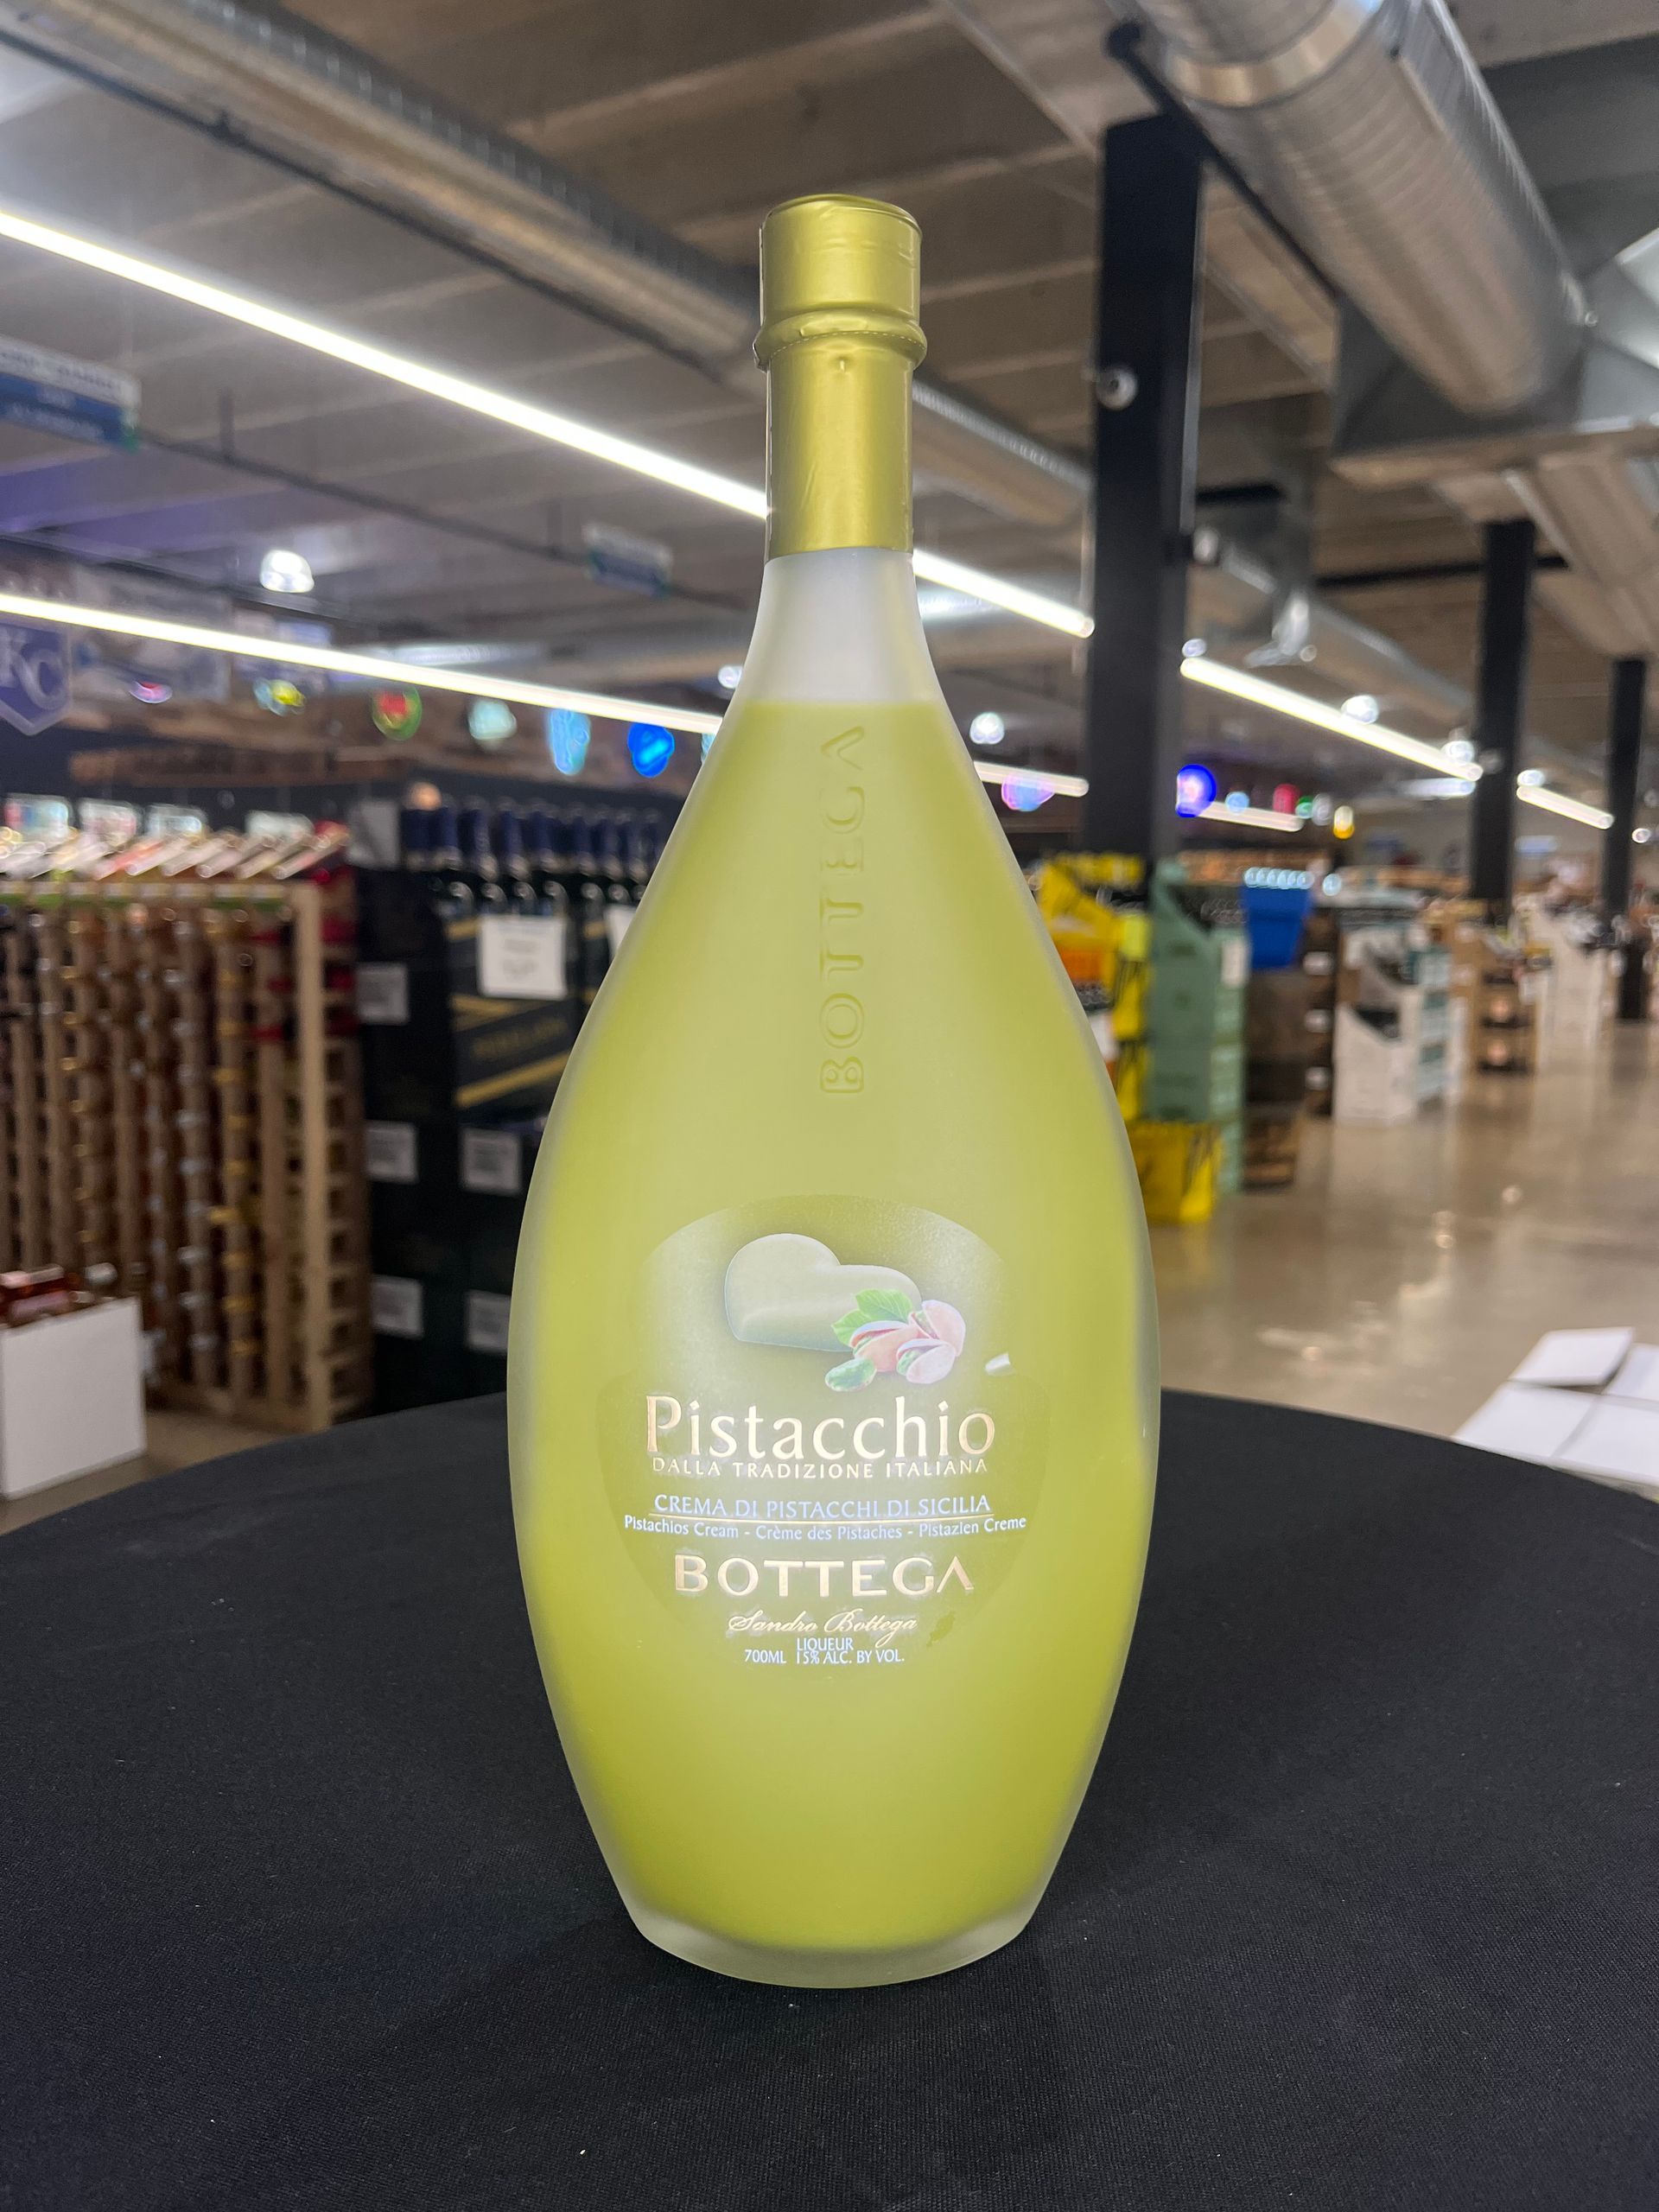 KC
BOTTEGA
Pistacchio
DALLA TRADIZIONE ITALIANA
CREMA DI PISTACCHI DI SICILIA
Pistachios Cream - Crème des Pistaches - Pistazien Creme
BOTTEGA
Sandro Bottega
LIQUEUR
700ML 15% ALC. BY VOL.